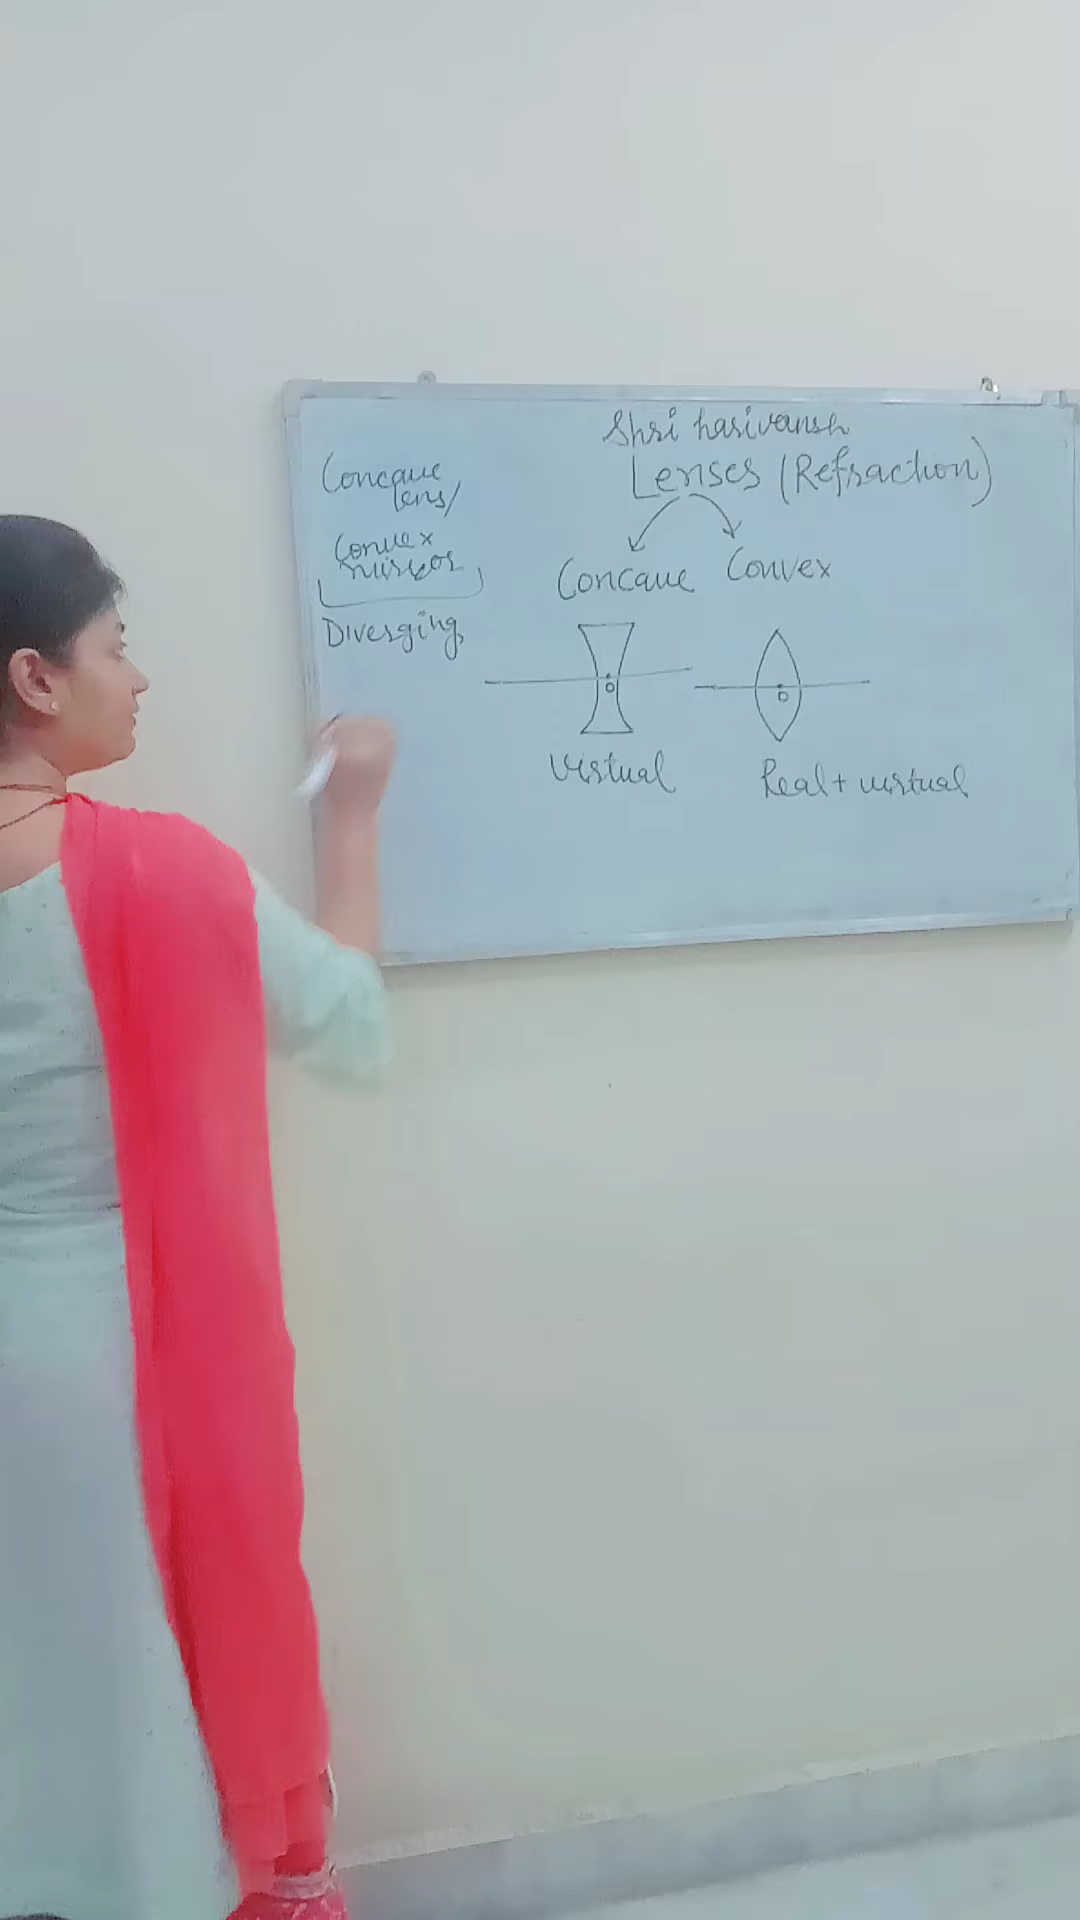 Shri harivansh
Lenses (Refraction)
Concave Convex
O O
Virtual Real + virtual
Concave
lens/
Convex
mirror
Diverging